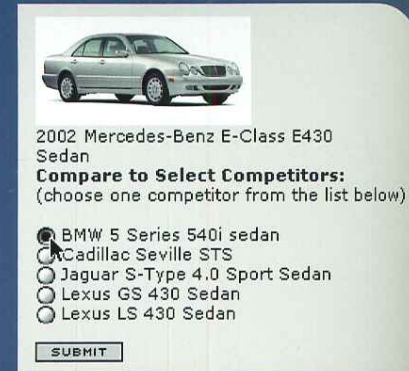 2002 Mercedes-Benz E-Class E430
Sedan
Compare to Select Competitors:
(choose one competitor from the list below)
BMW 5 Series 540i sedan
Cadillac Seville STS
Jaguar S-Type 4.0 Sport Sedan
Lexus GS 430 Sedan
Lexus LS 430 Sedan
SUBMIT